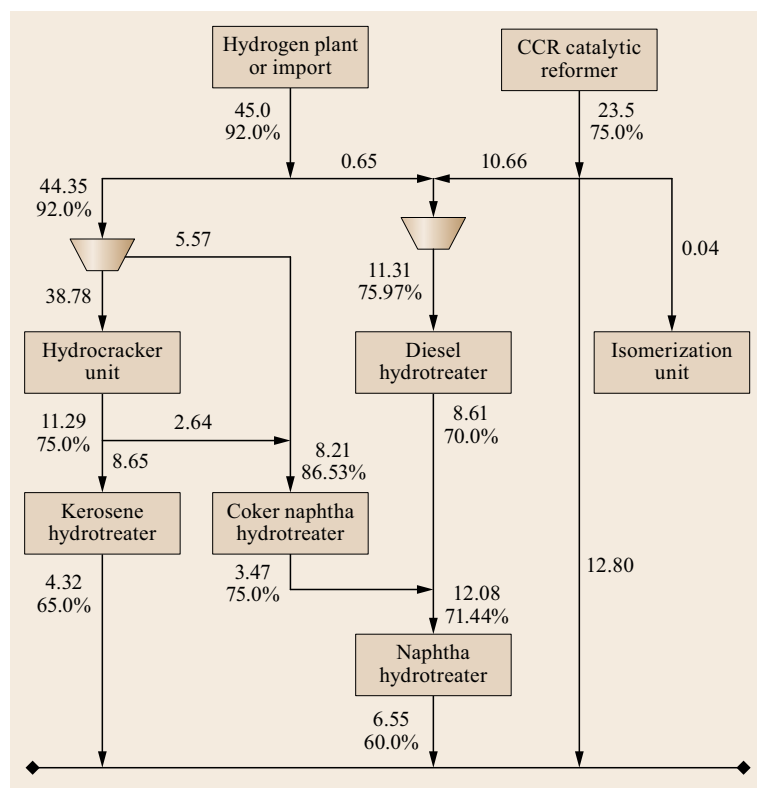 Hydrogen plant
or import
CCR catalytic
reformer
45.0
92.0%
23.5
75.0%
0.65
10.66
44.35
92.0%
5.57
0.04
11.31
75.97%
38.78
Hydrocracker
unit
Diesel
hydrotreater
Isomerization
unit
11.29
75.0%
2.64
8.61
70.0%
8.65
8.21
86.53%
Kerosene
hydrotreater
Coker naphtha
hydrotreater
4.32
65.0%
3.47
75.0%
12.80
12.08
71.44%
Naphtha
hydrotreater
6.55
60.0%